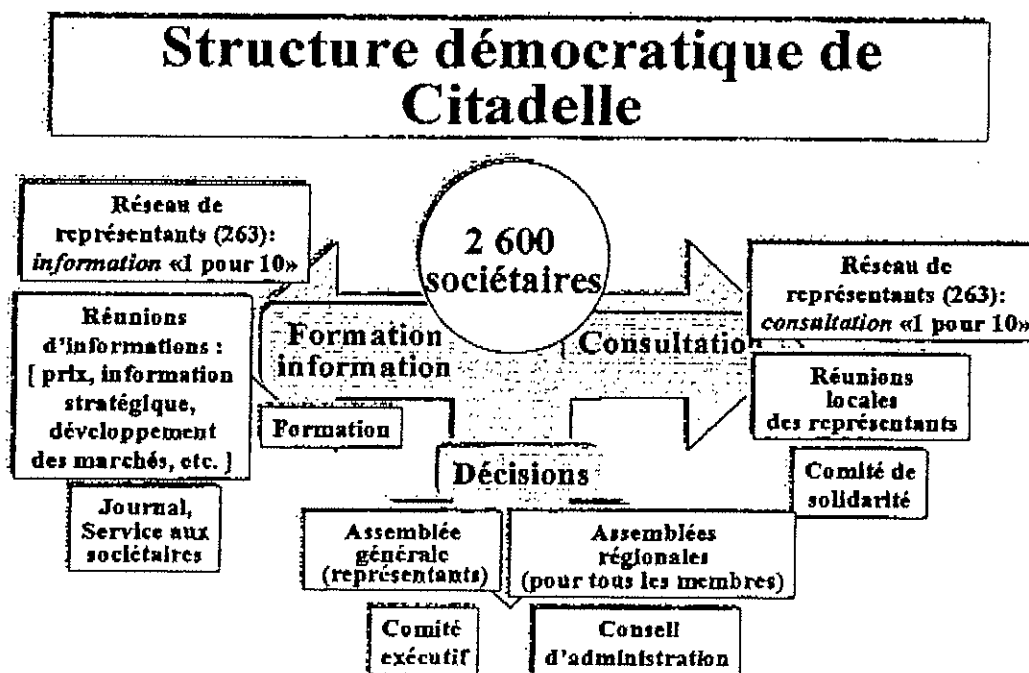 Structure démocratique de
Citadelle
2 600
sociétaires
Réseau de
représentants (263):
information «1 pour 10»
Réunions
d'informations :
[ prix, information
stratégique,
développement
des marchés, etc. ]
Journal,
Service aux
sociétaires
Formation
information
Formation
Consultation
Réseau de
représentants (263):
consultation «1 pour 10»
Réunions
locales
des représentants
Comité de
solidarité
Décisions
Assemblée
générale
(représentants)
Assemblées
régionales
(pour tous les membres)
Comité
exécutif
Conseil
d'administration